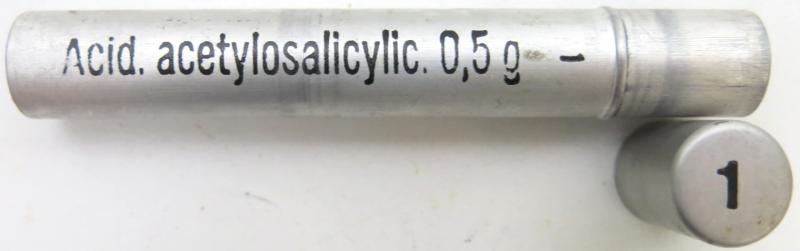 Acid. acetylosalicylic. 0,5 g – 
1